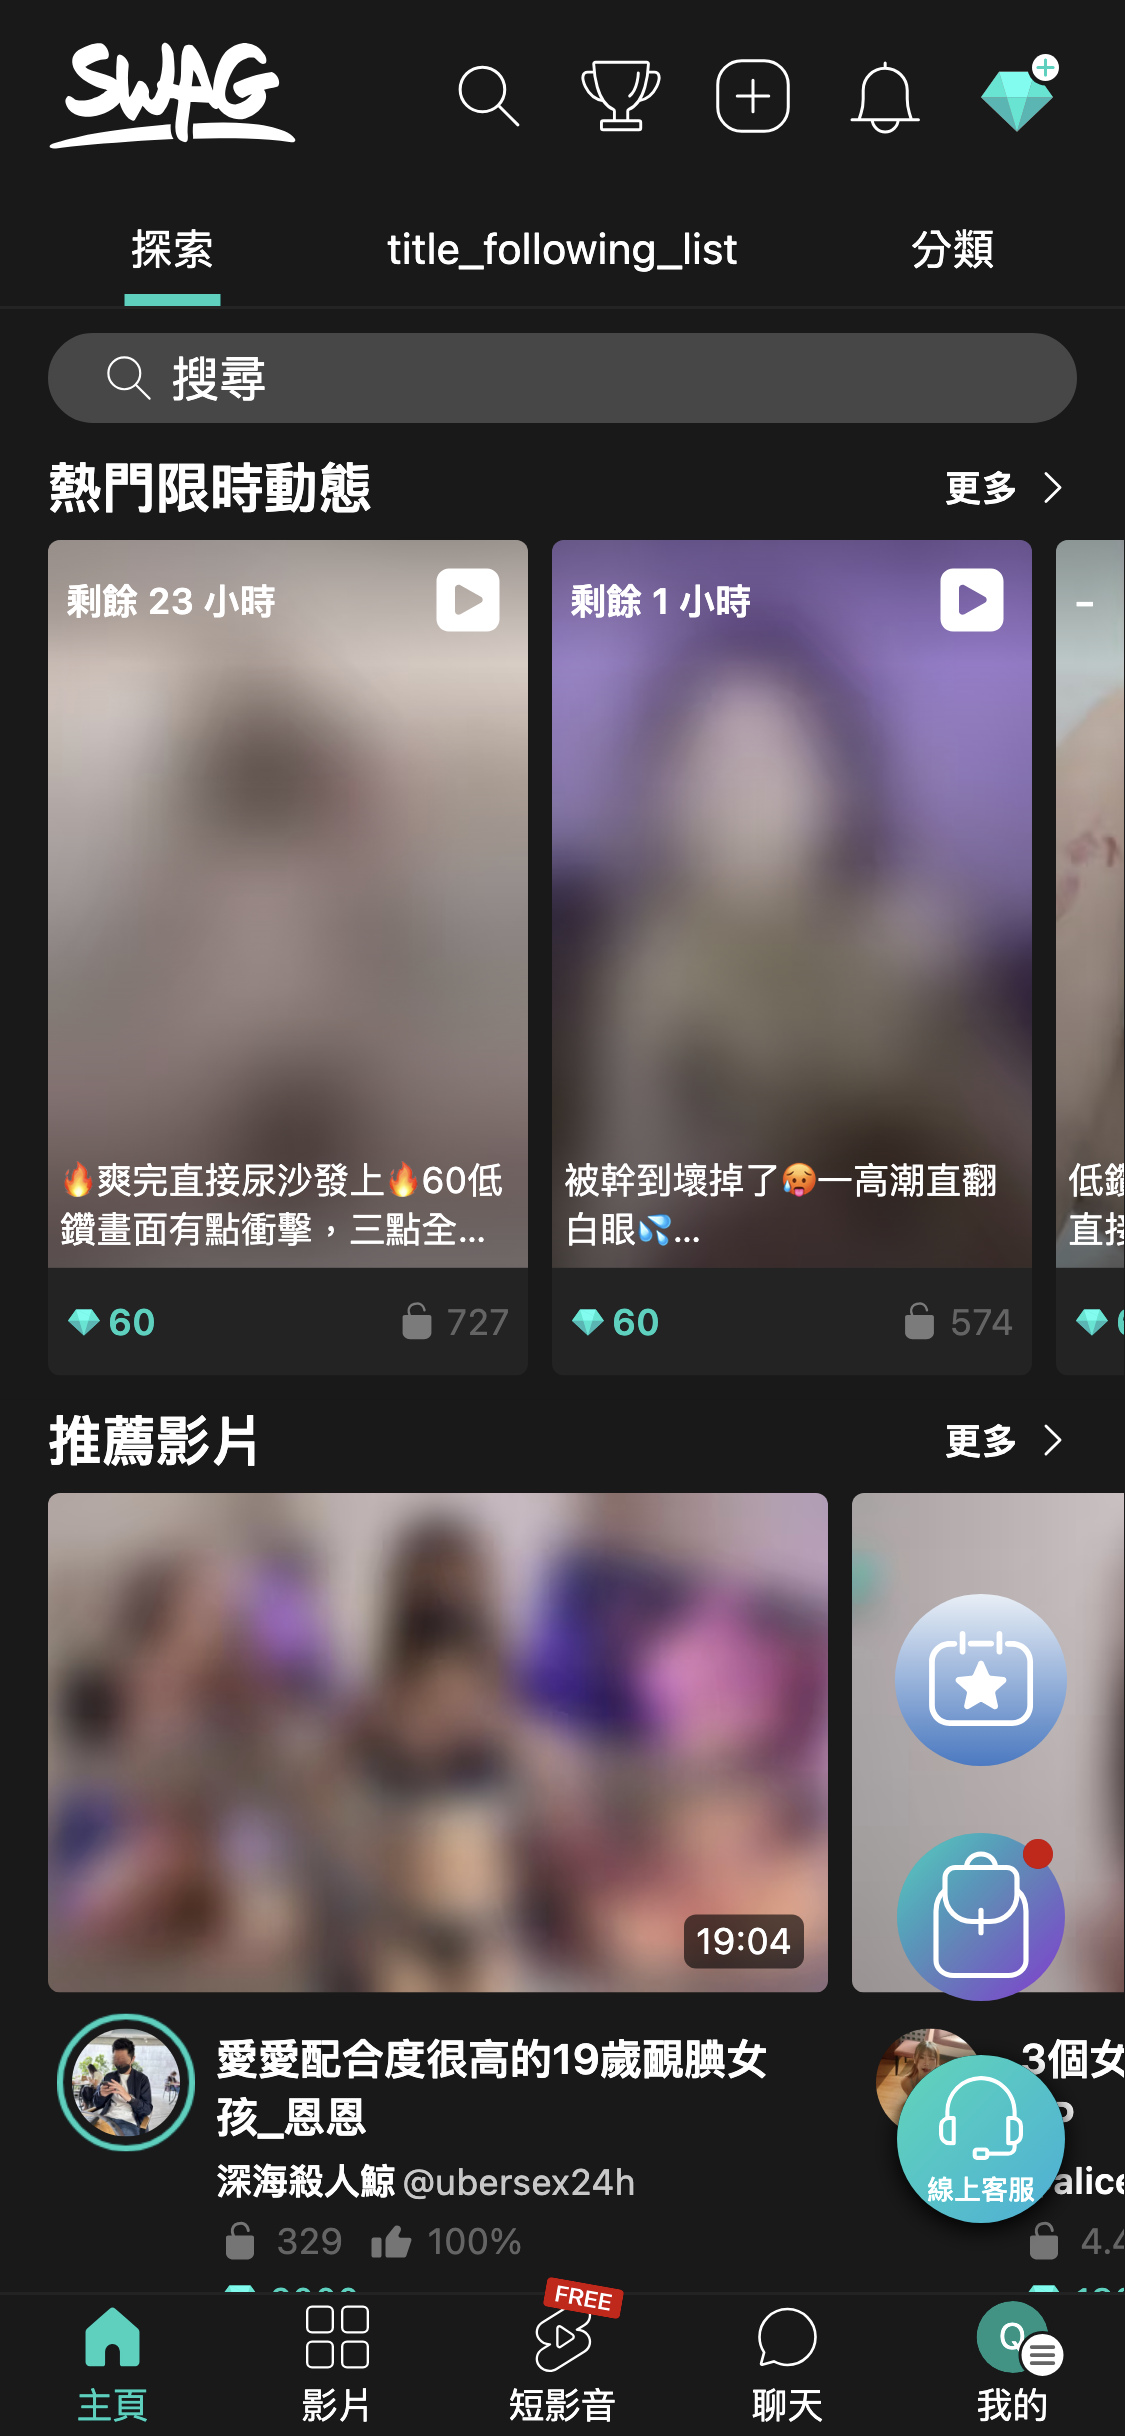 SWAG
探索
title_following_list
分類
搜尋
熱門限時動態
更多
剩餘 23 小時
剩餘 1 小時
🔥爽完直接尿沙發上🔥60低
鑽畫面有點衝擊，三點全...
被幹到壞掉了🥵一高潮直翻
白眼💦...
低鑽
直接
60
727
60
574
推薦影片
更多
19:04
愛愛配合度很高的19歲靦腆女
孩_恩恩
深海殺人鯨 @ubersex24h
329
100%
3個女
alice
4.4
線上客服
FREE
主頁
影片
短影音
聊天
Q
我的